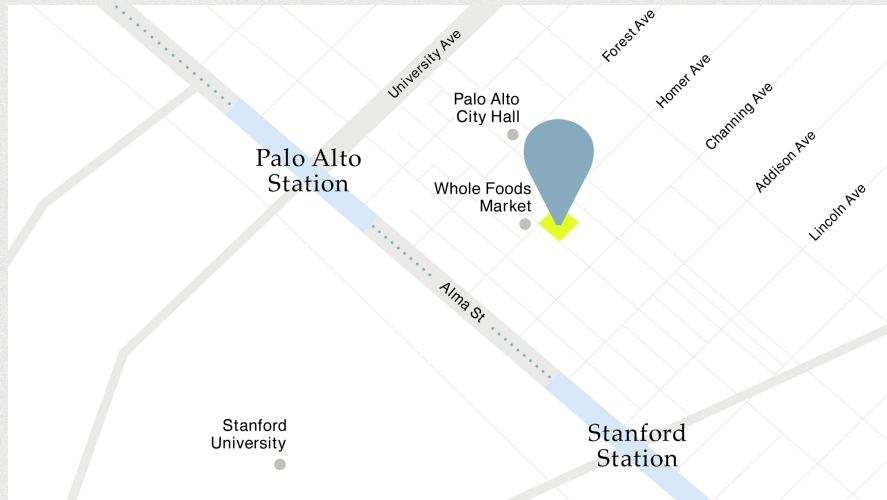 Forest Ave
University Ave
Homer Ave
Palo Alto
City Hall
Channing Ave
Palo Alto
Station
Addison Ave
Whole Foods
Market
Lincoln Ave
Alma St
Stanford
University
Stanford
Station